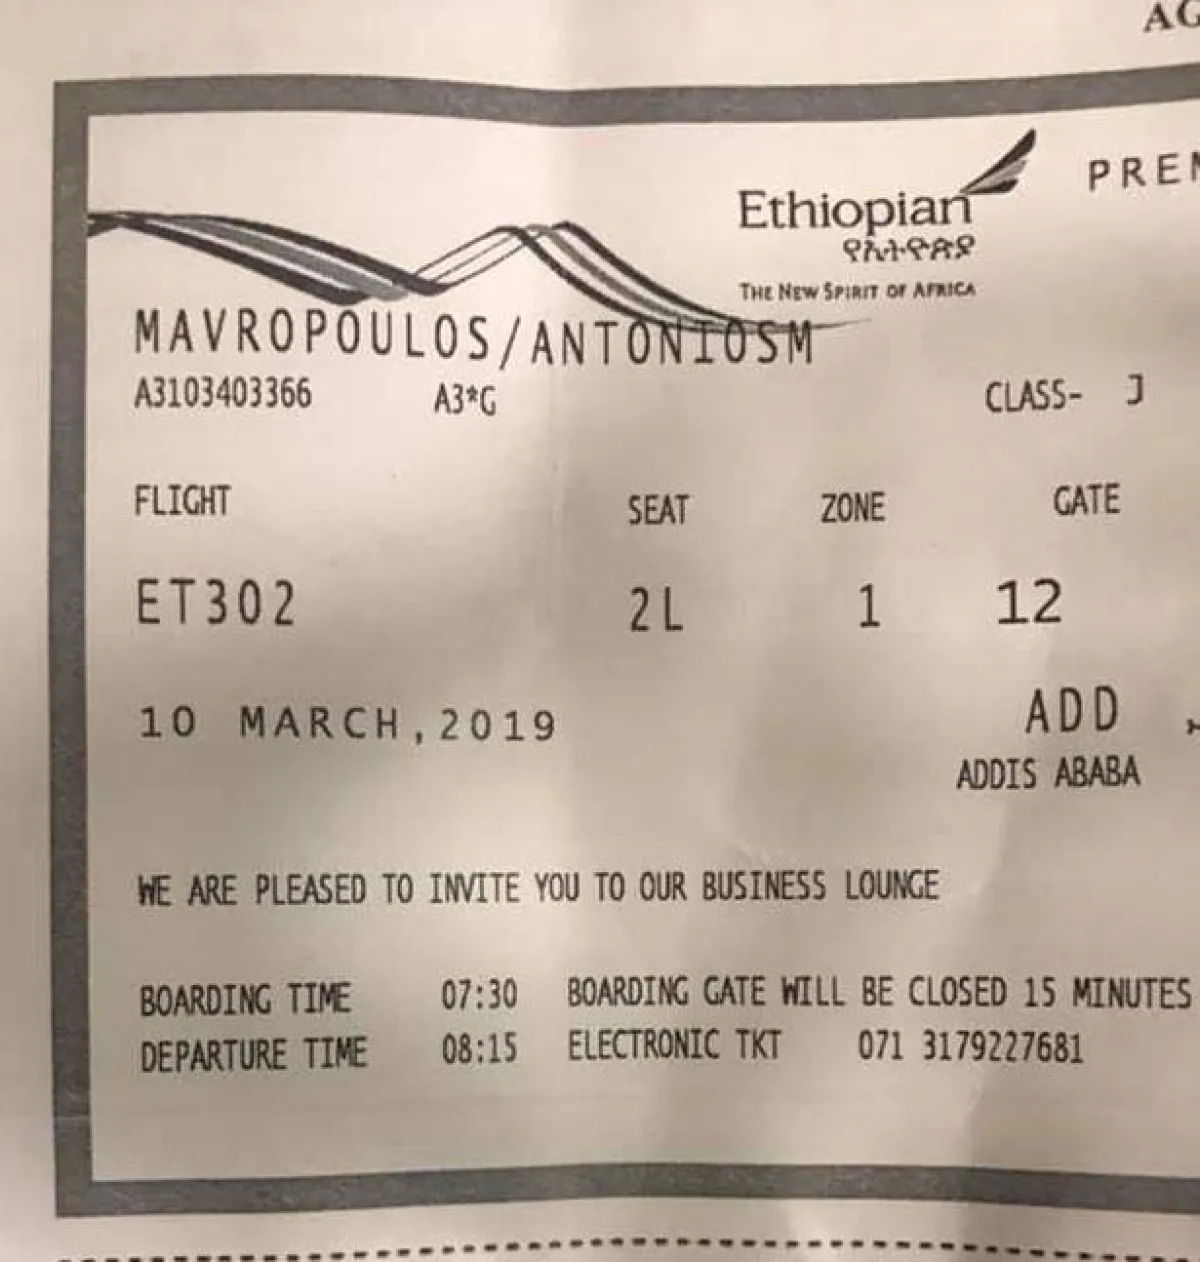 AG
PREM
Ethiopian
የኢትዮጵያ
THE NEW SPIRIT OF AFRICA
MAVROPOULOS/ANTONIOSM
A3103403366 A3*G CLASS- J
FLIGHT SEAT ZONE GATE
ET302 2L 1 12
10 MARCH,2019 ADD
ADDIS ABABA
WE ARE PLEASED TO INVITE YOU TO OUR BUSINESS LOUNGE
BOARDING TIME 07:30 BOARDING GATE WILL BE CLOSED 15 MINUTES
DEPARTURE TIME 08:15 ELECTRONIC TKT 071 3179227681